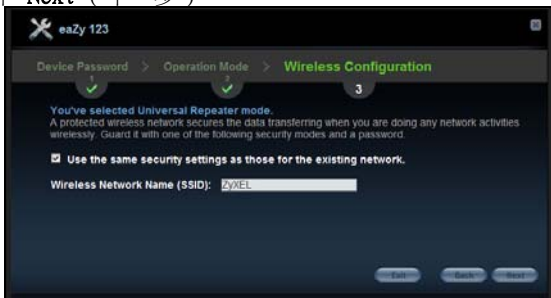 eaZy 123
Device Password > Operation Mode > Wireless Configuration
1 2 3
You've selected Universal Repeater mode.
A protected wireless network secures the data transferring when you are doing any network activities
wirelessly. Guard it with one of the following security modes and a password.
Use the same security settings as those for the existing network.
Wireless Network Name (SSID): ZyXEL
Exit Back Next